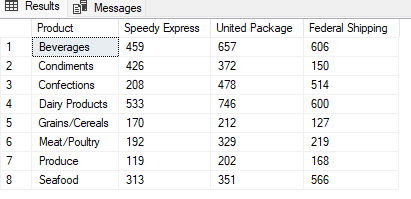 Results Messages
Product Speedy Express United Package Federal Shipping
1 Beverages 459 657 606
2 Condiments 426 372 150
3 Confections 208 478 514
4 Dairy Products 533 746 600
5 Grains/Cereals 170 212 127
6 Meat/Poultry 192 329 219
7 Produce 119 202 168
8 Seafood 313 351 566